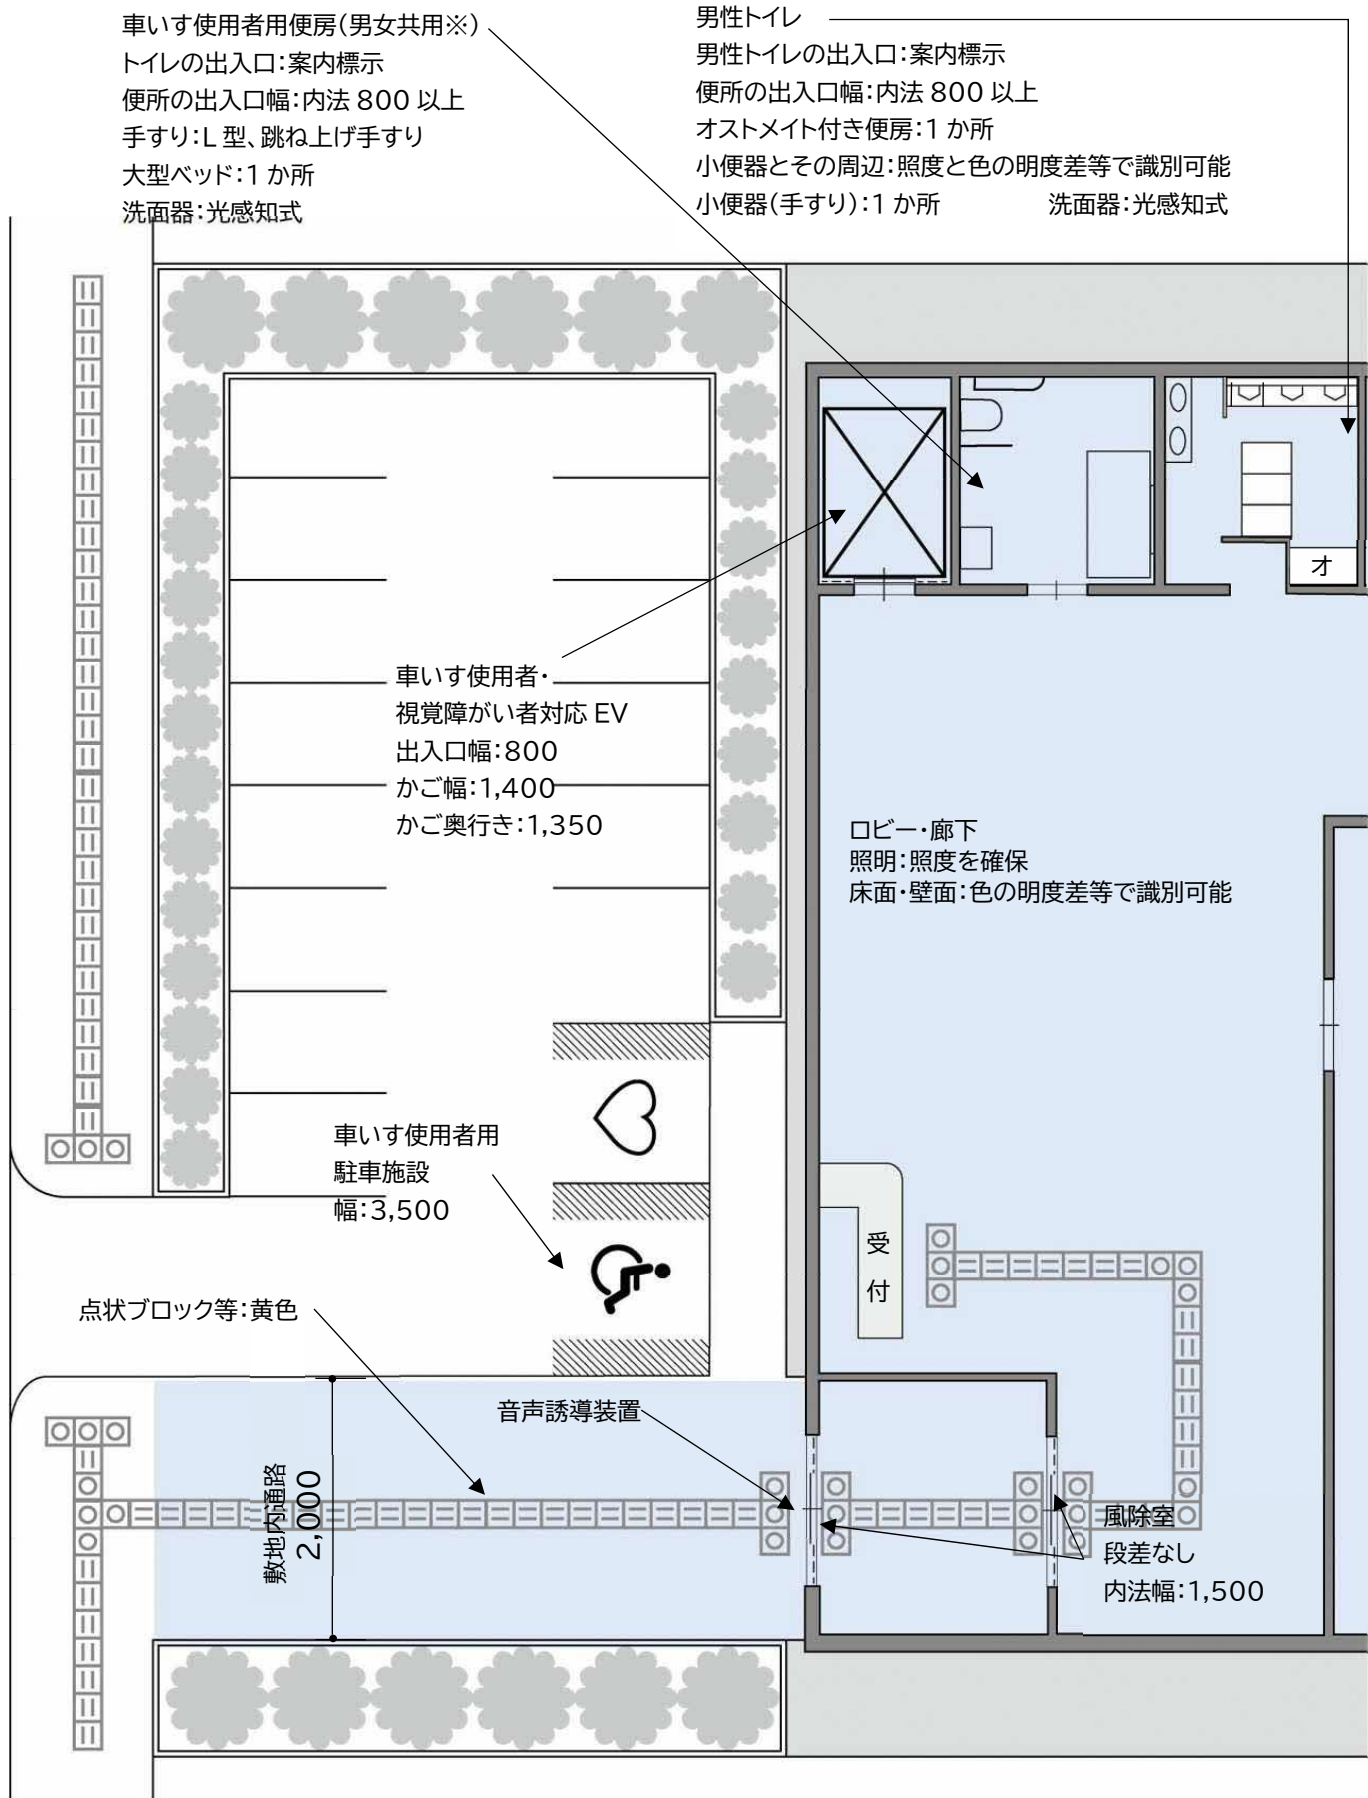 車いす使用者用便房(男女共用※)
トイレの出入口:案内標示
便所の出入口幅:内法 800 以上
手すり:L 型、跳ね上げ手すり
大型ベッド:1 か所
洗面器:光感知式
男性トイレ
男性トイレの出入口:案内標示
便所の出入口幅:内法 800 以上
オストメイト付き便房:1 か所
小便器とその周辺:照度と色の明度差等で識別可能
小便器(手すり):1 か所 洗面器:光感知式
オ
車いす使用者・
視覚障がい者対応 EV
出入口幅:800
かご幅:1,400
かご奥行き:1,350
ロビー・廊下
照明:照度を確保
床面・壁面:色の明度差等で識別可能
車いす使用者用
駐車施設
幅:3,500
受
付
点状ブロック等:黄色
音声誘導装置
敷地内通路
2,000
風除室
段差なし
内法幅:1,500